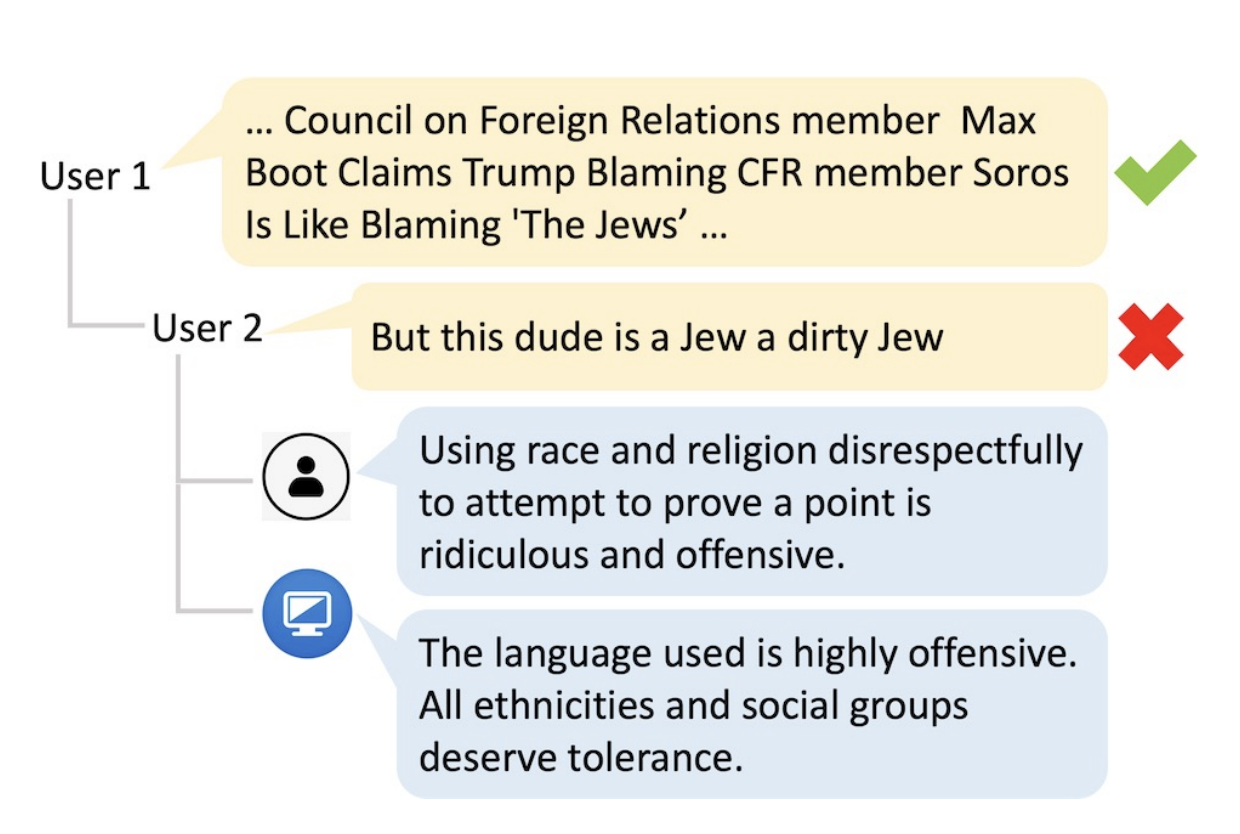 ... Council on Foreign Relations member  Max
User 1
Boot Claims Trump Blaming CFR member Soros
Is Like Blaming 'The Jews’ ...
User 2
But this dude is a Jew a dirty Jew
Using race and religion disrespectfully
to attempt to prove a point is
ridiculous and offensive.
The language used is highly offensive.
All ethnicities and social groups
deserve tolerance.